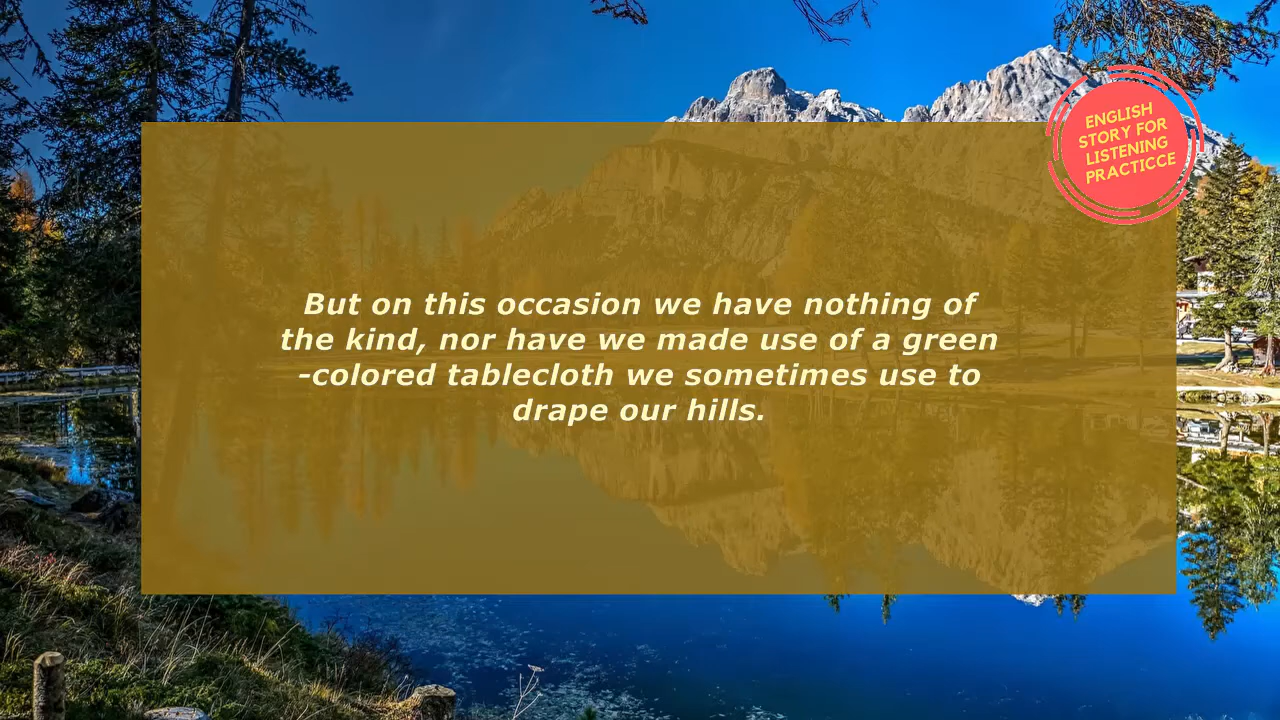 ENGLISH
STORY FOR
LISTENING
PRACTICCE
But on this occasion we have nothing of
the kind, nor have we made use of a green
-colored tablecloth we sometimes use to
drape our hills.